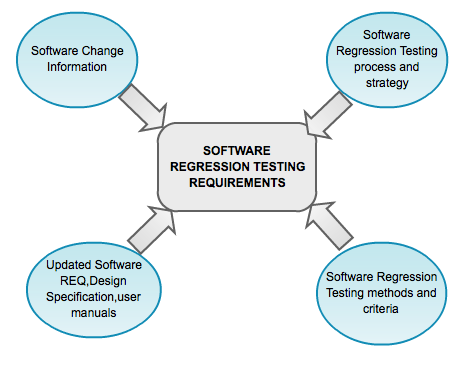 Software Change
Information
Software
Regression Testing
process and
strategy
SOFTWARE
REGRESSION TESTING
REQUIREMENTS
Updated Software
REQ,Design
Specification,user
manuals
Software Regression
Testing methods and
criteria